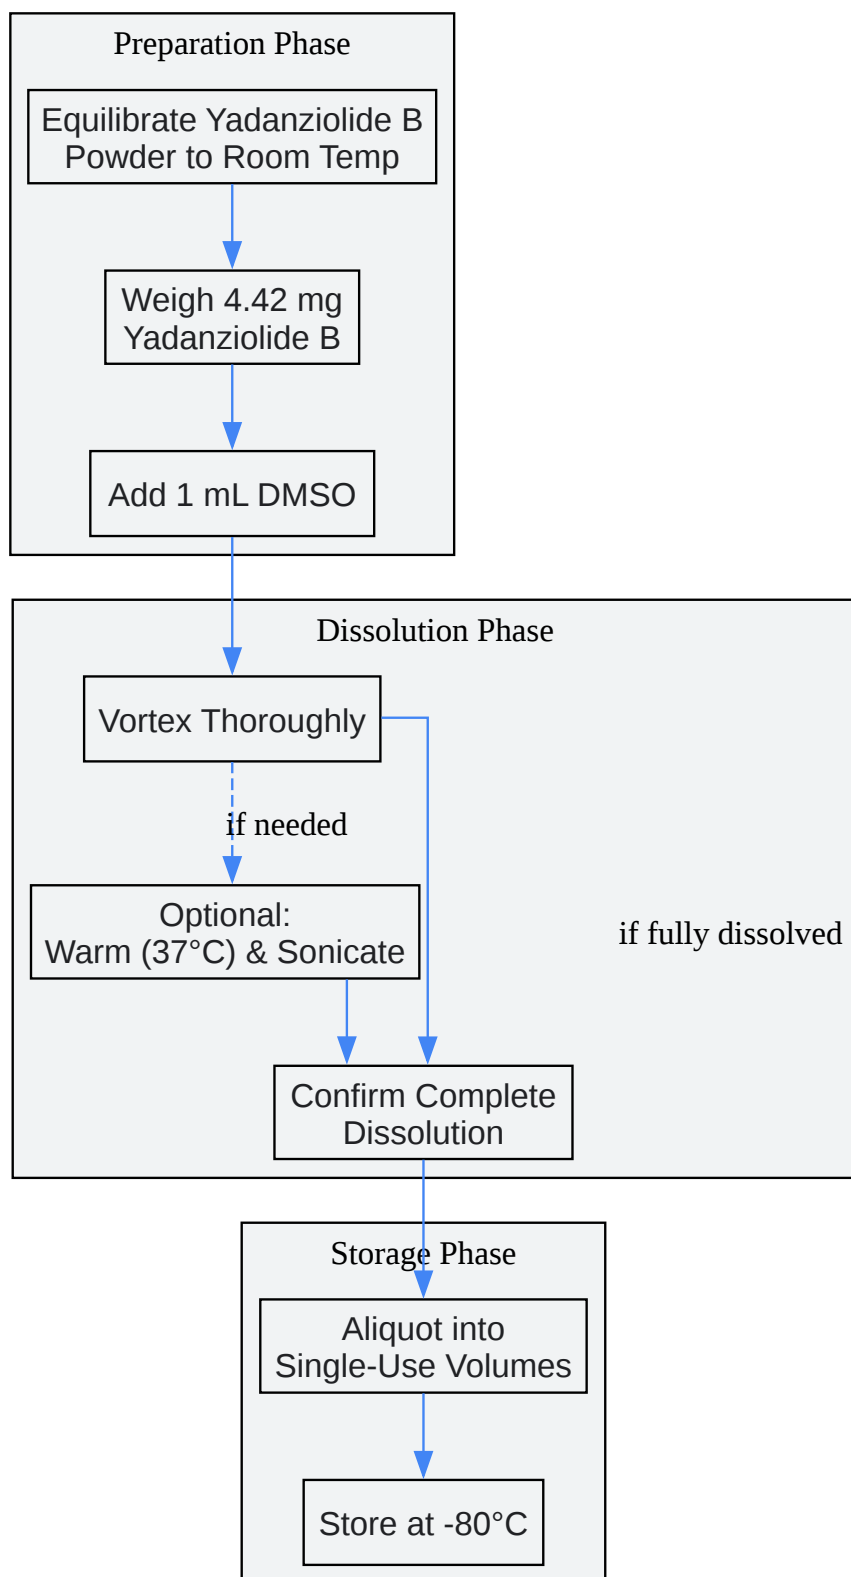 Preparation Phase
Equilibrate Yadanziolide B
Powder to Room Temp
Weigh 4.42 mg
Yadanziolide B
Add 1 mL DMSO
Dissolution Phase
Vortex Thoroughly
if needed
Optional:
Warm (37°C) & Sonicate
if fully dissolved
Confirm Complete
Dissolution
Storage Phase
Aliquot into
Single-Use Volumes
Store at -80°C